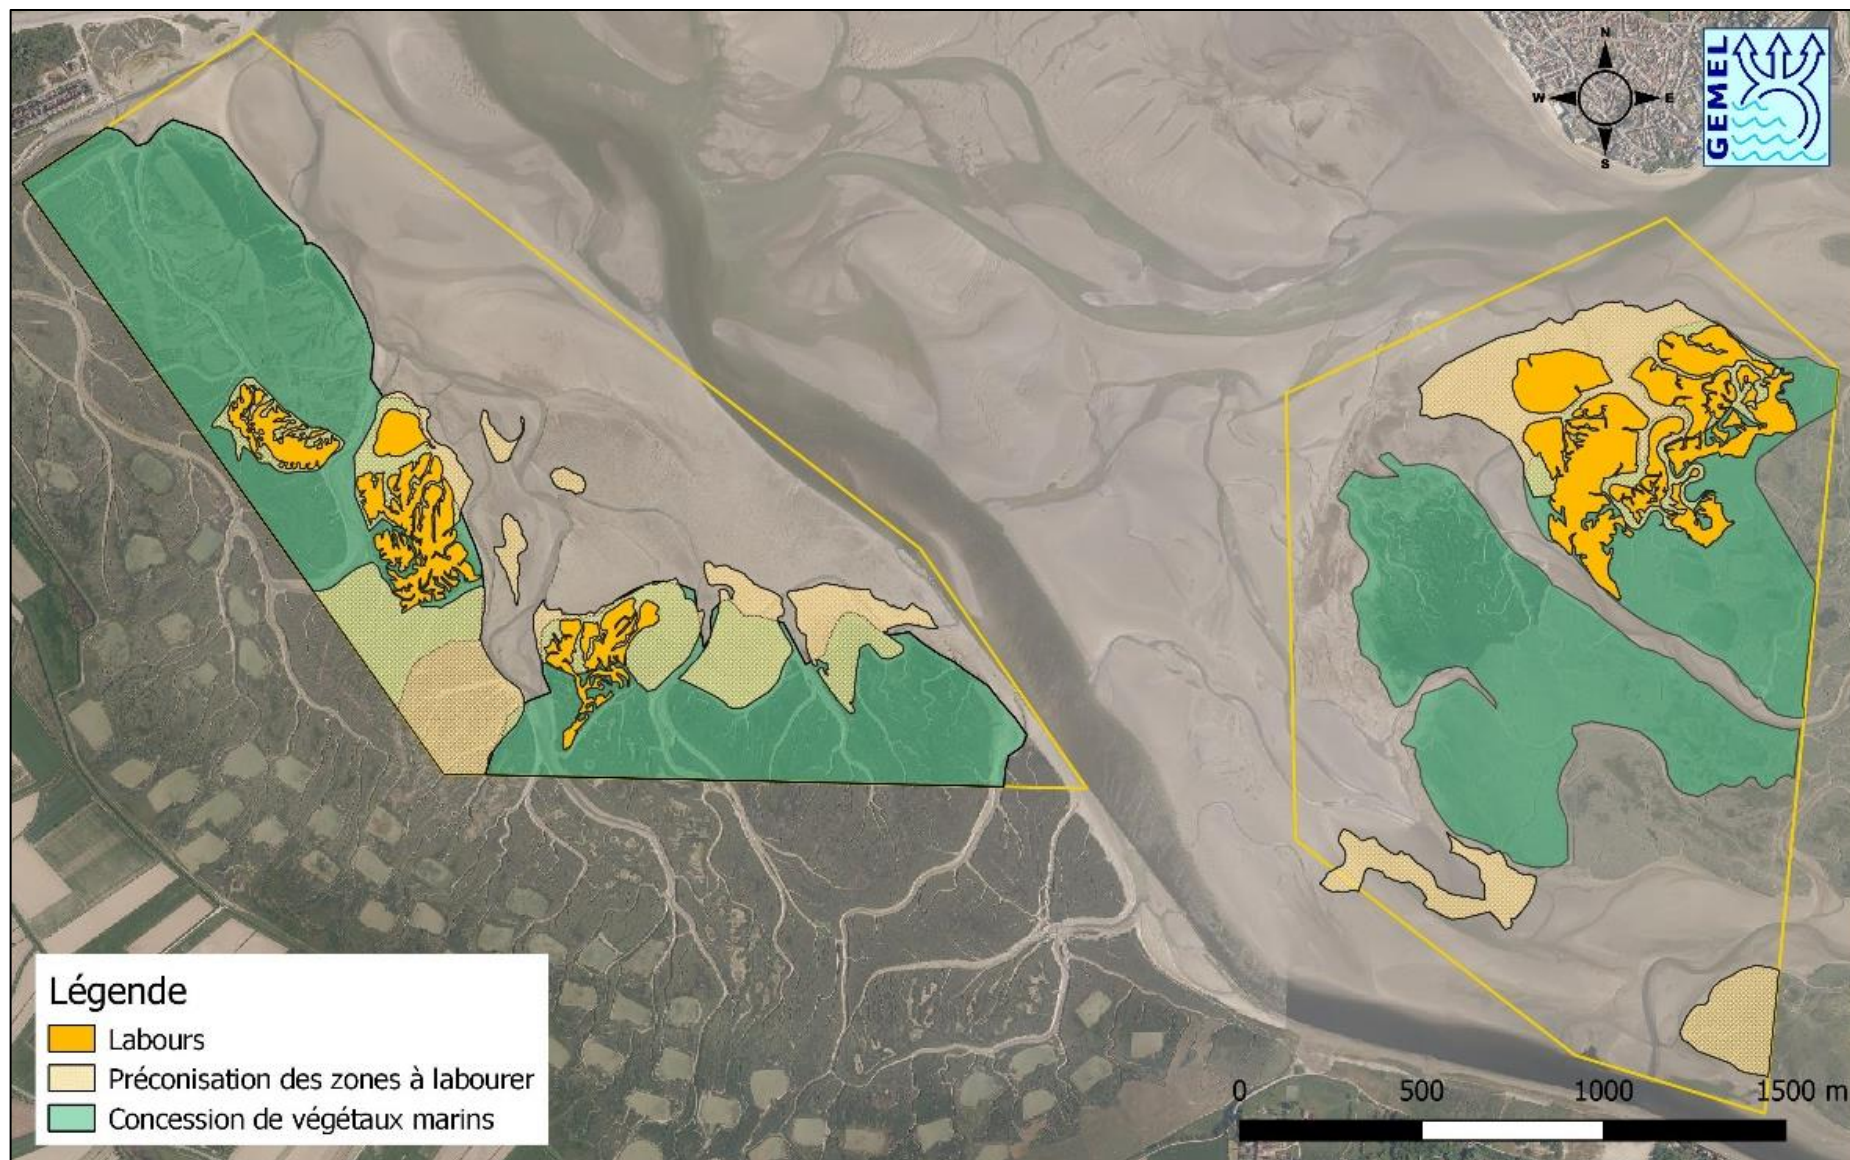 N
W
E
S
GEMEL
Légende
Labours
Préconisation des zones à labourer
Concession de végétaux marins
0 500 1000 1500 m